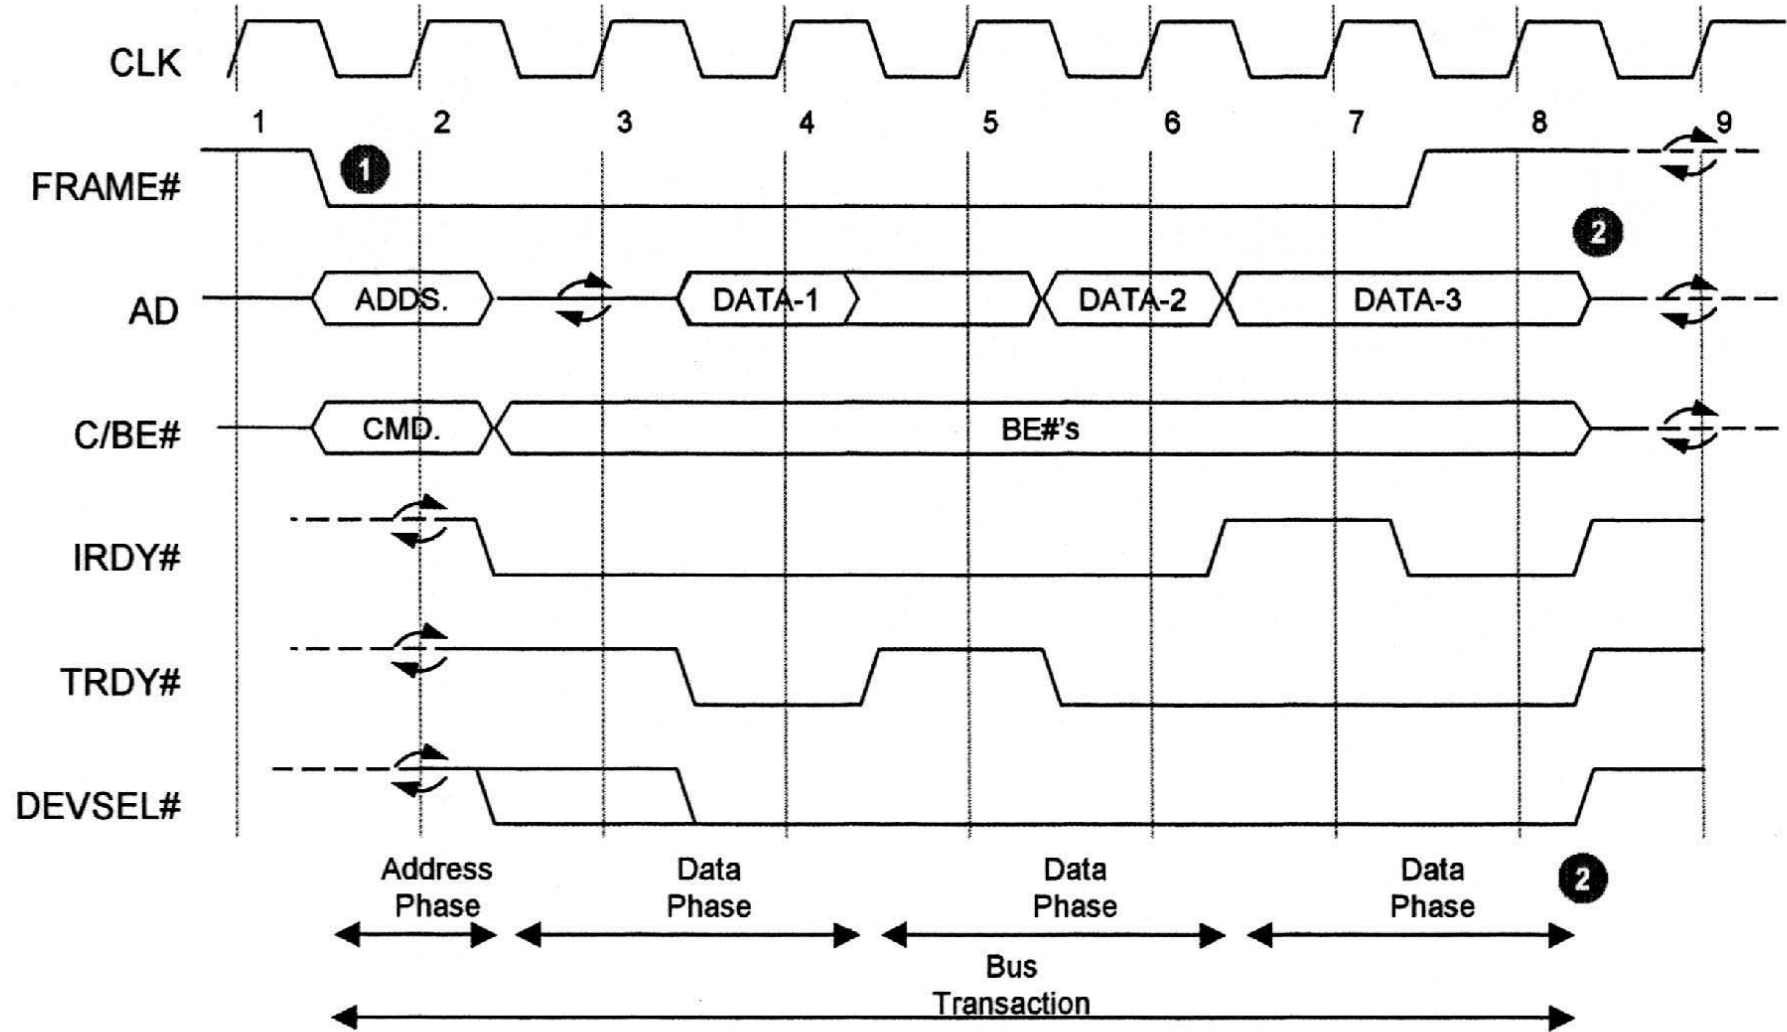 CLK
1 2 3 4 5 6 7 8 9
FRAME#
1
2
AD
ADDS.
DATA-1
DATA-2
DATA-3
C/BE#
CMD.
BE#'s
IRDY#
TRDY#
DEVSEL#
Address
Phase
Data
Phase
Data
Phase
Data
Phase
2
Bus
Transaction